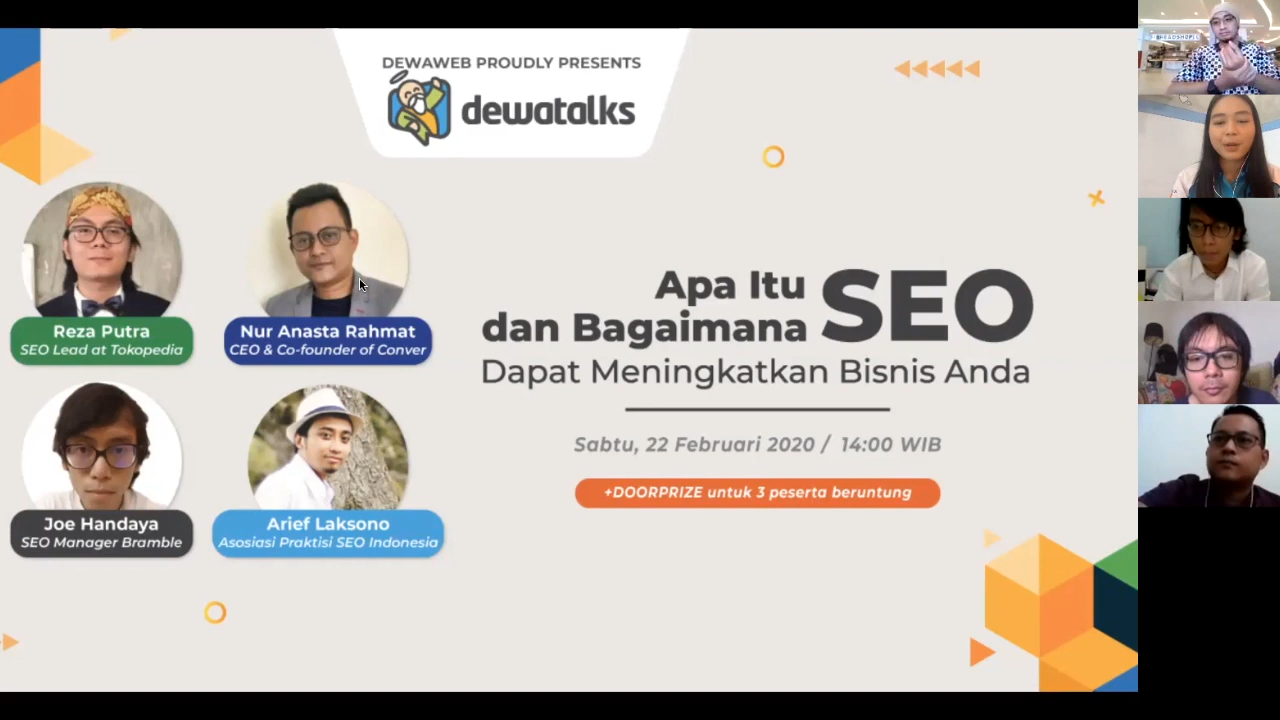 DEWAWEB PROUDLY PRESENTS
dewatalks
Reza Putra
SEO Lead at Tokopedia
Nur Anasta Rahmat
CEO & Co-founder of Conver
Joe Handaya
SEO Manager Bramble
Arief Laksono
Asosiasi Praktisi SEO Indonesia
Apa Itu
dan Bagaimana SEO
Dapat Meningkatkan Bisnis Anda
Sabtu, 22 Februari 2020 / 14:00 WIB
+DOORPRIZE untuk 3 peserta beruntung